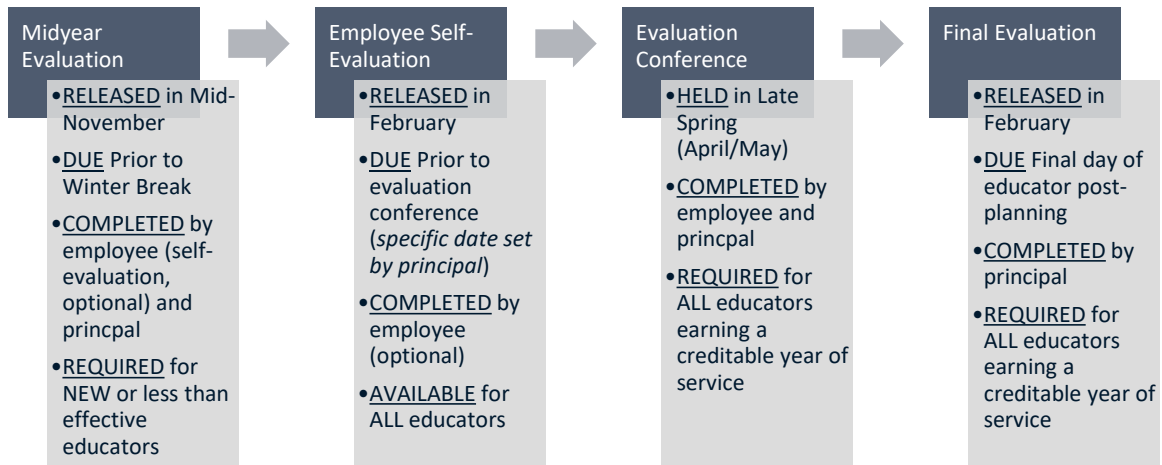 Midyear
Evaluation
•RELEASED in Mid-
November
•DUE Prior to
Winter Break
•COMPLETED by
employee (self-
evaluation,
optional) and
princpal
•REQUIRED for
NEW or less than
effective
educators
Employee Self-
Evaluation
•RELEASED in
February
•DUE Prior to
evaluation
conference
(specific date set
by principal)
•COMPLETED by
employee
(optional)
•AVAILABLE for
ALL educators
Evaluation
Conference
•HELD in Late
Spring
(April/May)
•COMPLETED by
employee and
princpal
•REQUIRED for
ALL educators
earning a
creditable year of
service
Final Evaluation
•RELEASED in
February
•DUE Final day of
educator post-
planning
•COMPLETED by
principal
•REQUIRED for
ALL educators
earning a
creditable year of
service